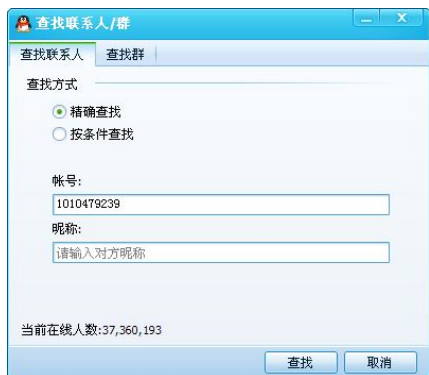 查找联系人/群
查找联系人 查找群
查找方式
精确查找
按条件查找
帐号:
1010479239
昵称:
请输入对方昵称
当前在线人数:37,360,193
查找 取消